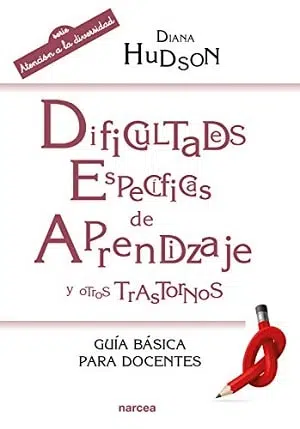 serie
Atención a la diversidad
Diana
Hudson
Dificultades
Específicas
de
Aprendizaje
y otros trastornos
GUÍA BÁSICA
PARA DOCENTES
narcea